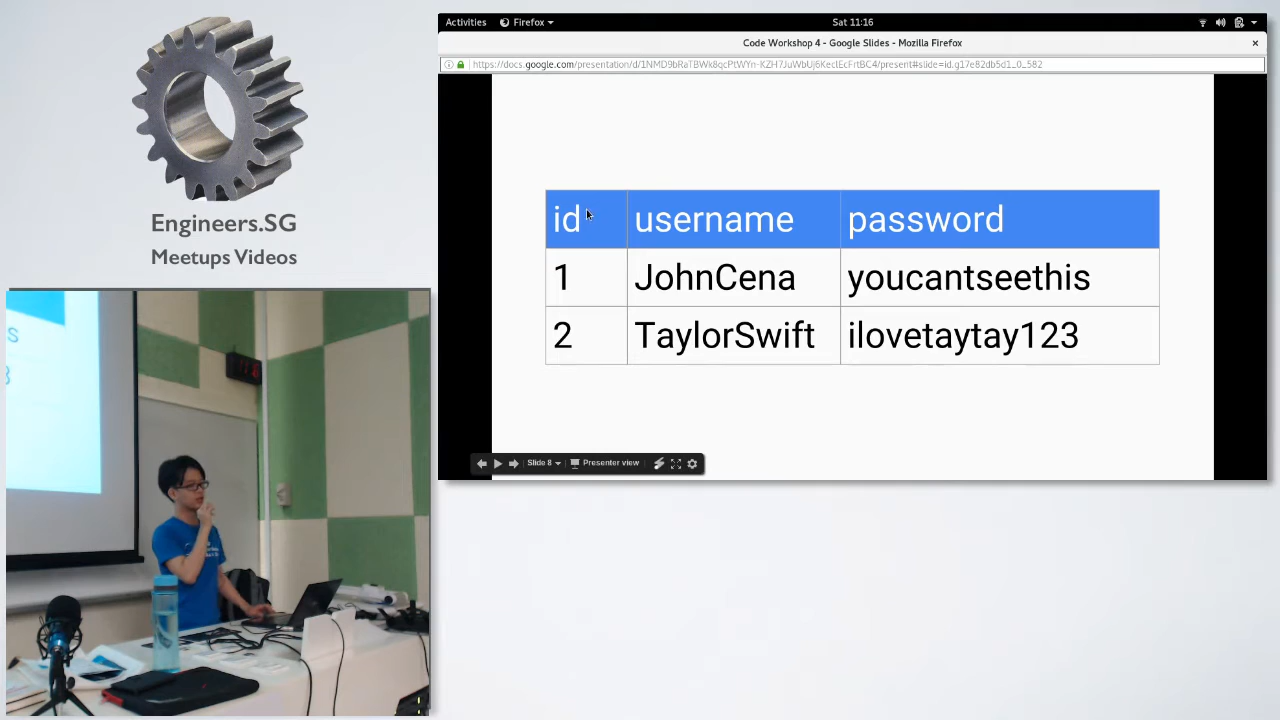 Engineers.SG
Meetups Videos
Activities Firefox Sat 11:16
Code Workshop 4 - Google Slides - Mozilla Firefox
id username password
1 JohnCena youcantseethis
2 TaylorSwift ilovetaytay123
Slide 8 Presenter view